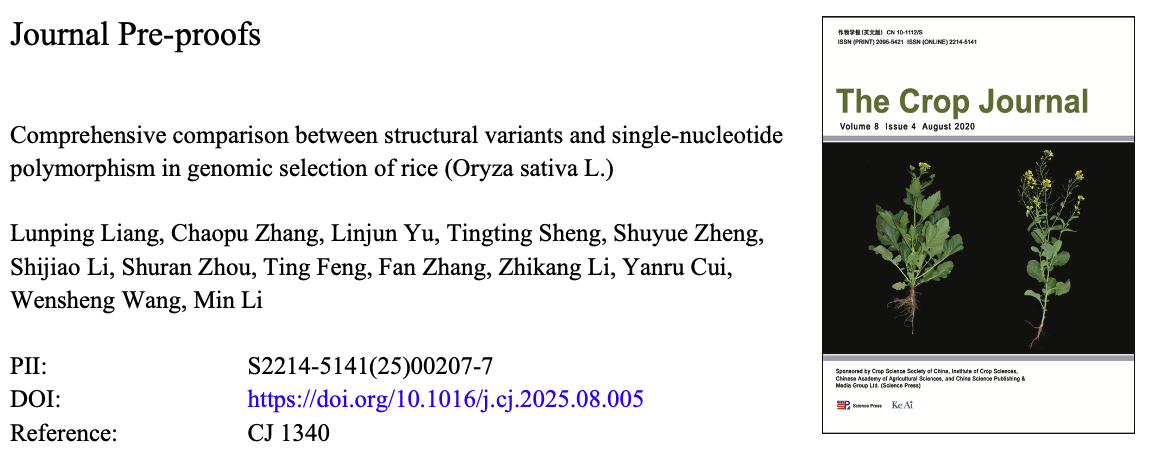 Journal Pre-proofs
Comprehensive comparison between structural variants and single-nucleotide
polymorphism in genomic selection of rice (Oryza sativa L.)
Lunping Liang, Chaopu Zhang, Linjun Yu, Tingting Sheng, Shuyue Zheng,
Shijiao Li, Shuran Zhou, Ting Feng, Fan Zhang, Zhikang Li, Yanru Cui,
Wensheng Wang, Min Li
PII: S2214-5141(25)00207-7
DOI: https://doi.org/10.1016/j.cj.2025.08.005
Reference: CJ 1340
作物学报(英文版) CN 10-1112/S
ISSN (PRINT) 2095-5421 ISSN (ONLINE) 2214-5141
The Crop Journal
Volume 8 Issue 4 August 2020
Sponsored by Crop Science Society of China, Institute of Crop Sciences,
Chinese Academy of Agricultural Sciences, and China Science Publishing &
Media Group Ltd. (Science Press)
Science Press KeAi